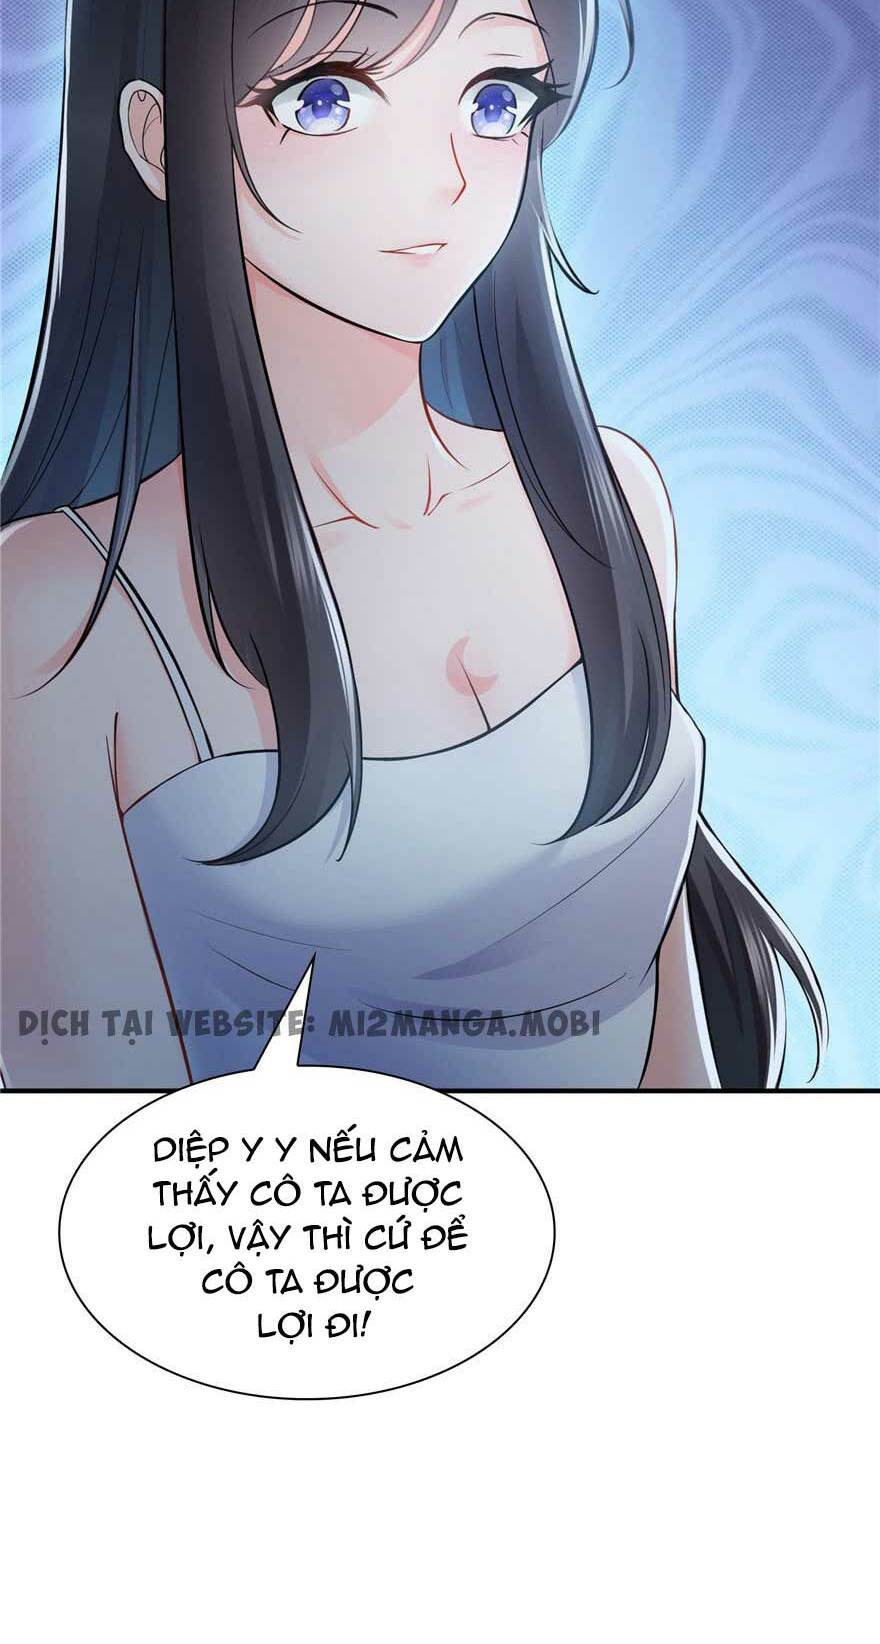 DỊCH TẠI WEBSITE: MI2MANGA.MOBI
DIỆP Y Y NẾU CẢM
THẤY CÔ TA ĐƯỢC
LỢI, VẬY THÌ CỨ ĐỂ
CÔ TA ĐƯỢC
LỢI ĐI!